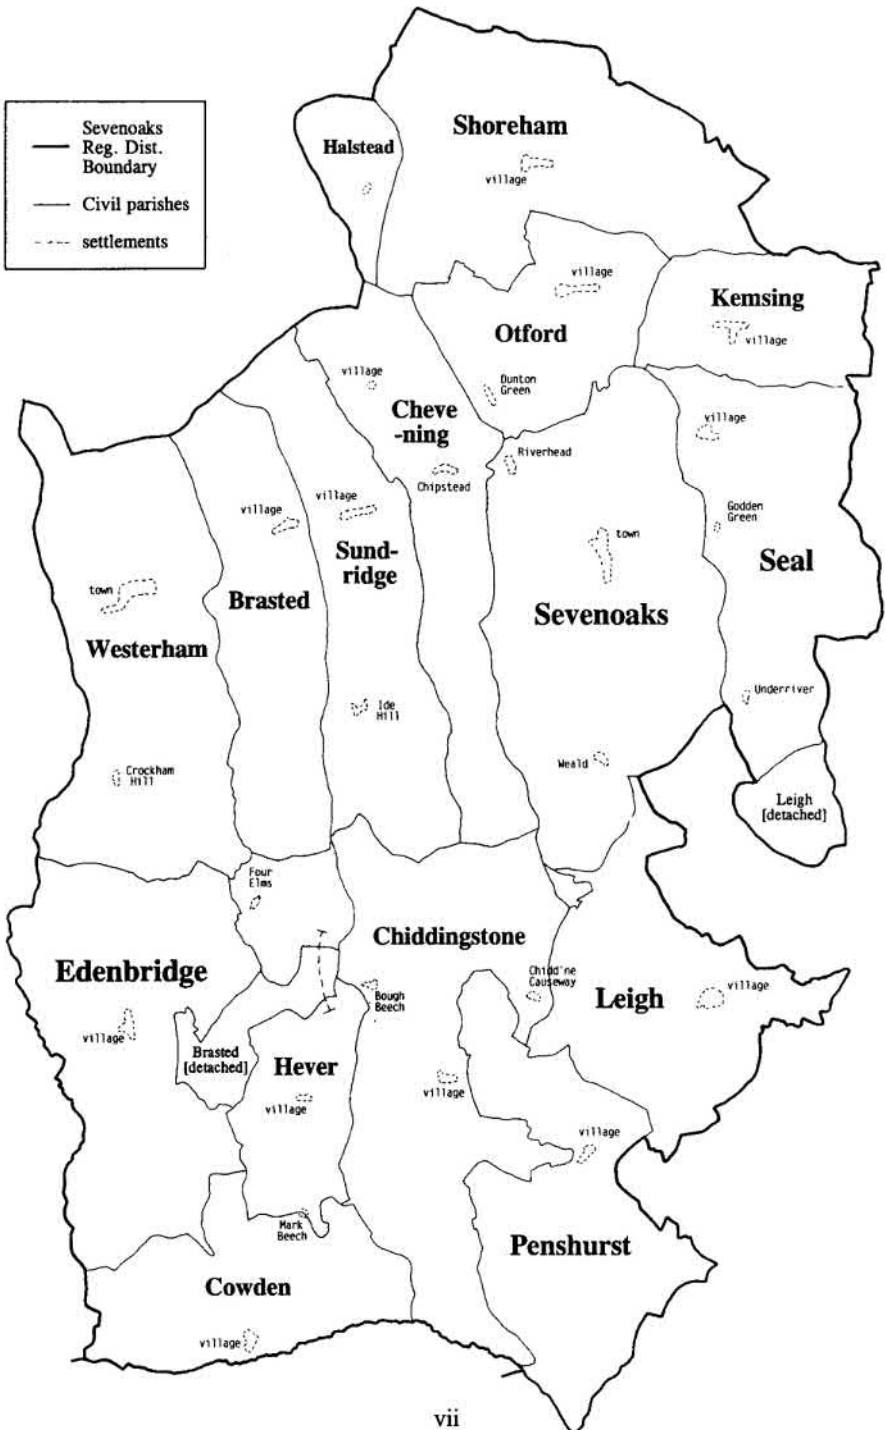 Sevenoaks
Reg. Dist.
Boundary
Civil parishes
settlements
Halstead
Shoreham
village
village
Otford
Dunton
Green
Kemsing
village
village
Cheve
-ning
Chipstead
Riverhead
village
Godden
Green
Seal
Underriver
town
Westerham
Crockham
Hill
village
Brasted
village
Sund-
ridge
Ide
Hill
town
Sevenoaks
Weald
Leigh
[detached]
Four
Elms
Edenbridge
village
Brasted
[detached]
Hever
village
Mark
Beech
Chiddingstone
Bough
Beech
Chidd'ne
Causeway
village
Leigh
village
village
Penshurst
Cowden
village
vii